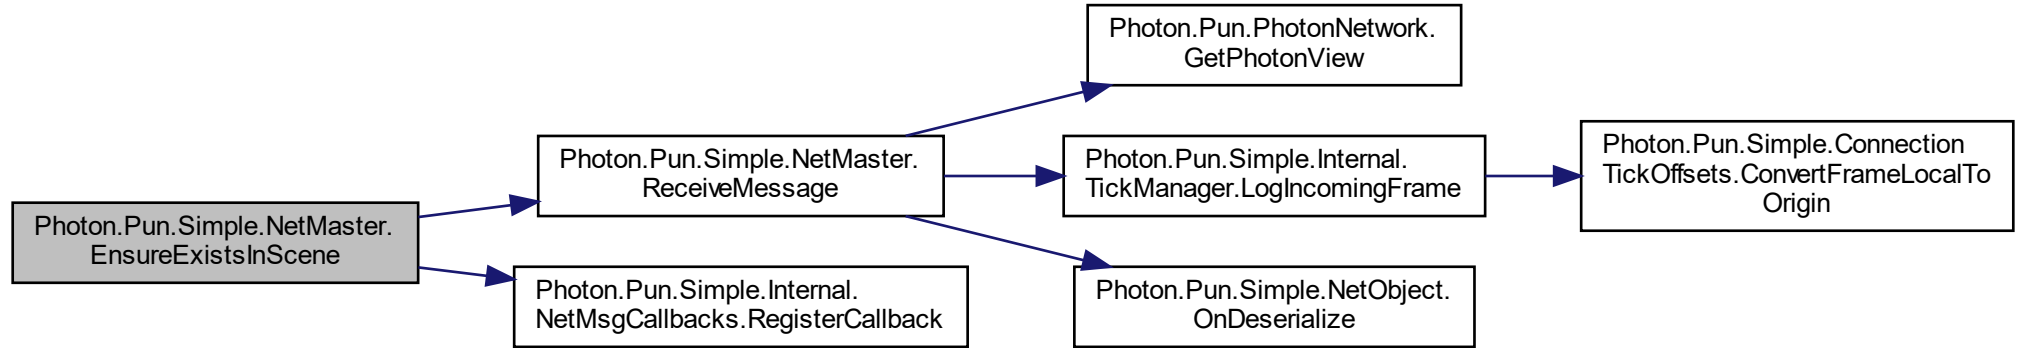 Photon.Pun.PhotonNetwork.
GetPhotonView
Photon.Pun.Simple.NetMaster.
ReceiveMessage
Photon.Pun.Simple.Internal.
TickManager.LogIncomingFrame
Photon.Pun.Simple.Connection
TickOffsets.ConvertFrameLocalTo
Origin
Photon.Pun.Simple.NetMaster.
EnsureExistsInScene
Photon.Pun.Simple.Internal.
NetMsgCallbacks.RegisterCallback
Photon.Pun.Simple.NetObject.
OnDeserialize